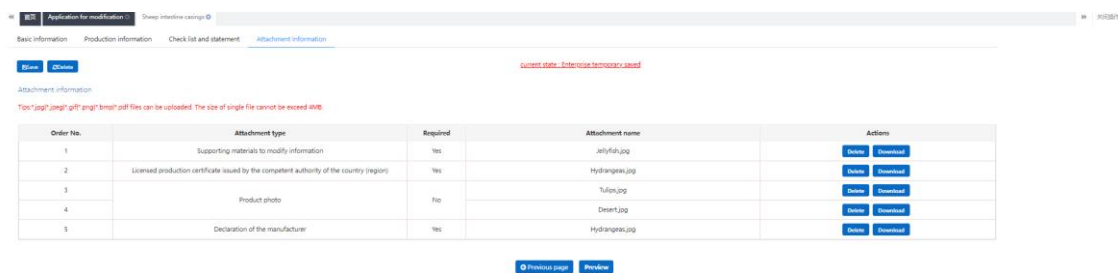 首页 Application for modification Sheep intestine casings 关闭操作
Basic information Production information Check list and statement Attachment information
Save Delete current state : Enterprise temporary saved
Attachment information
Tips:*.jpg|*.jpeg|*.gif|*.png|*.bmp|*.pdf files can be uploaded. The size of single file cannot be exceed 4MB.
Order No. Attachment type Required Attachment name Actions
1 Supporting materials to modify information Yes Jellyfish.jpg Delete Download
2 Licensed production certificate issued by the competent authority of the country (region) Yes Hydrangeas.jpg Delete Download
3 Product photo No Tulips.jpg Delete Download
4 Desert.jpg Delete Download
5 Declaration of the manufacturer Yes Hydrangeas.jpg Delete Download
Previous page Preview